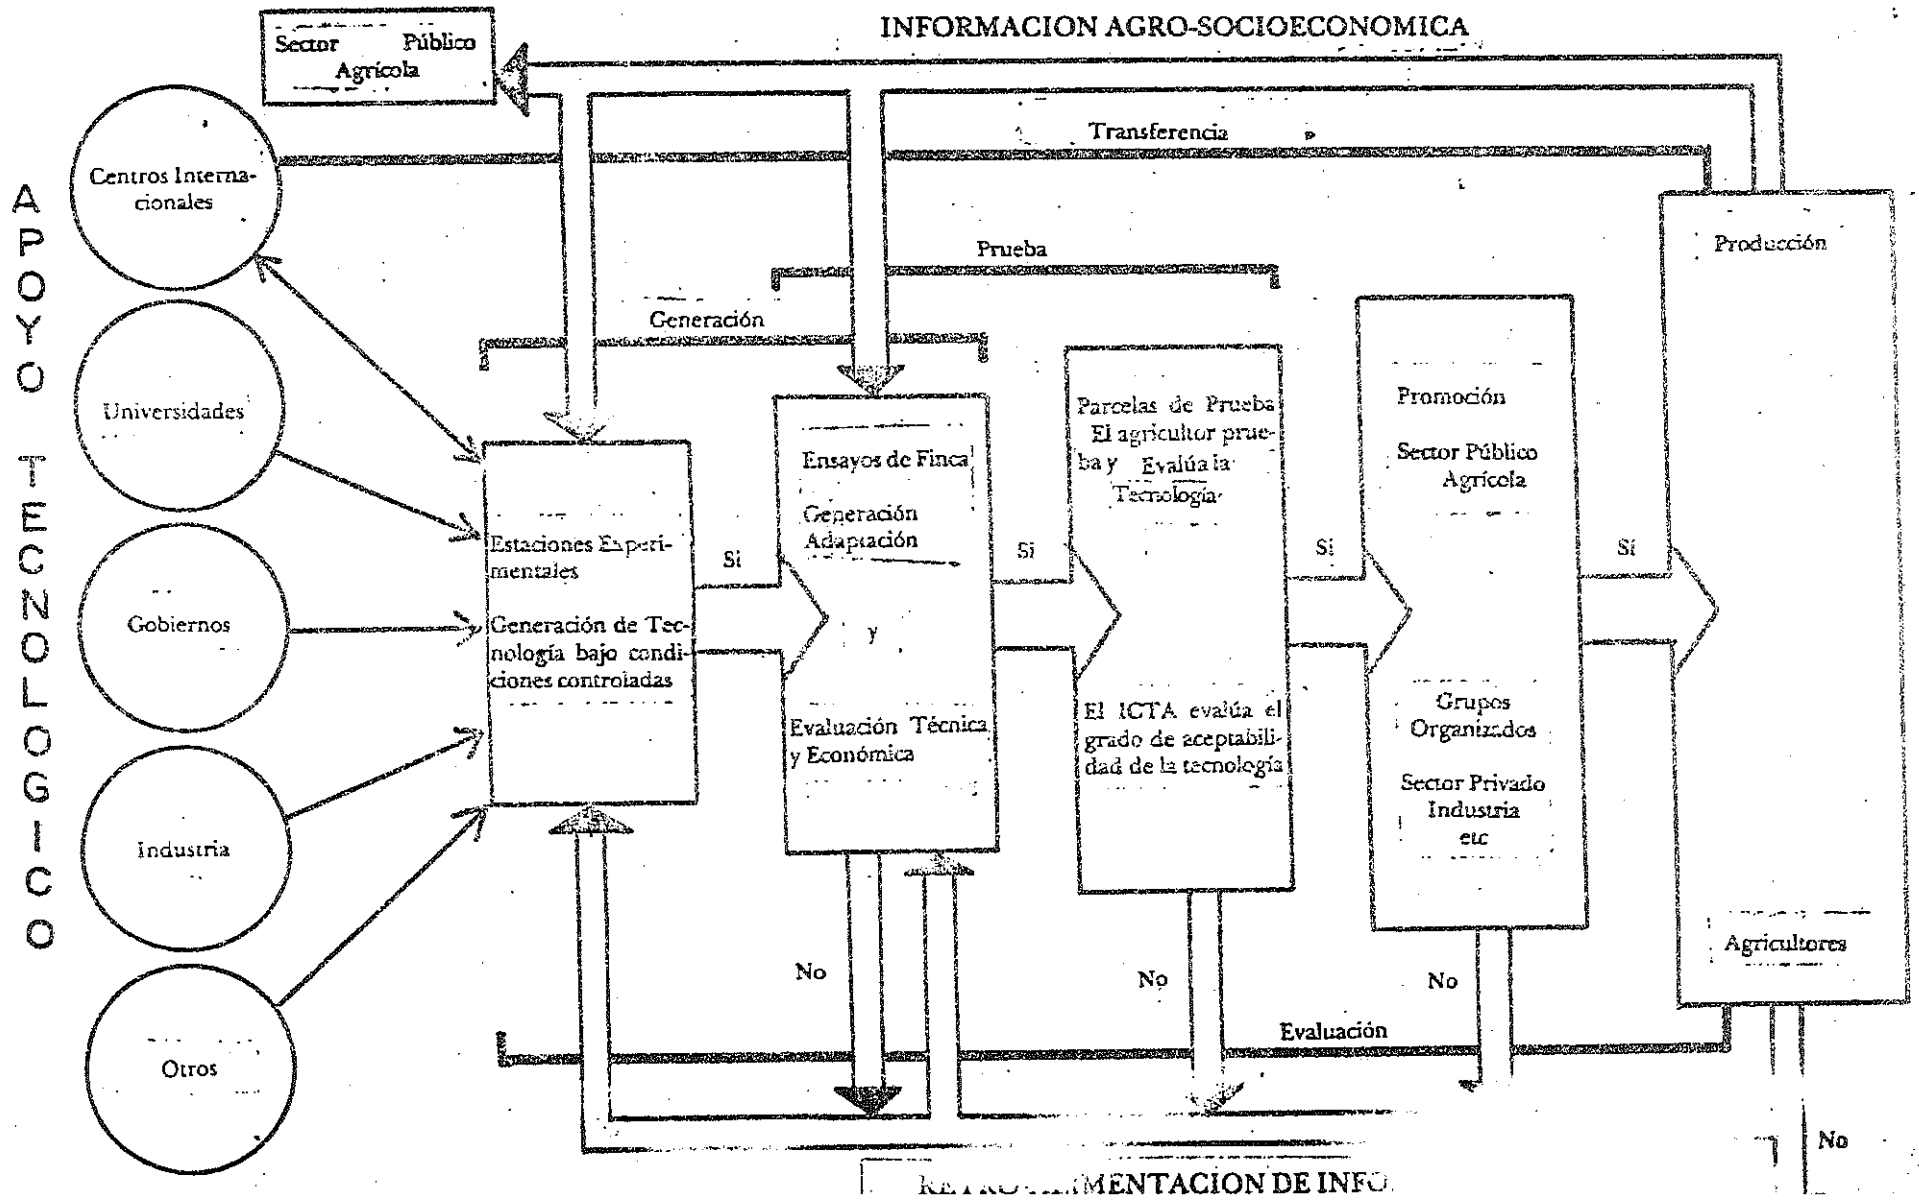 INFORMACION AGRO-SOCIOECONOMICA
Sector Público
Agrícola
Transferencia
Centros Interna-
cionales
APOYO TECNOLOGICO
Producción
Prueba
Generación
Universidades
Promoción
Parcelas de Prueba
El agricultor prue-
ba y Evalúa la
Tecnología
Sector Público
Agrícola
Ensayos de Finca
Generación
Adaptación
Estaciones Experi-
mentales
Si
Si
Sí
Sí
Gobiernos
Generación de Tec-
nología bajo condi-
ciones controladas
y
Evaluación Técnica
y Económica
El ICTA evalúa el
grado de aceptabili-
dad de la tecnología
Grupos
Organizados
Sector Privado
Industria
etc
Industria
Agricultores
No
No
No
Evaluación
Otros
No
MENTACION DE INFO